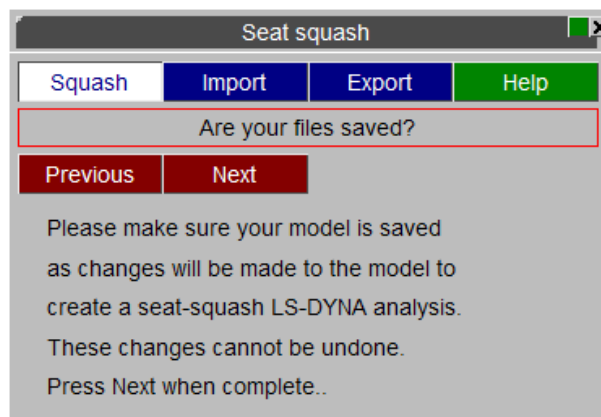 Seat squash
Squash Import Export Help
Are your files saved?
Previous Next
Please make sure your model is saved
as changes will be made to the model to
create a seat-squash LS-DYNA analysis.
These changes cannot be undone.
Press Next when complete..